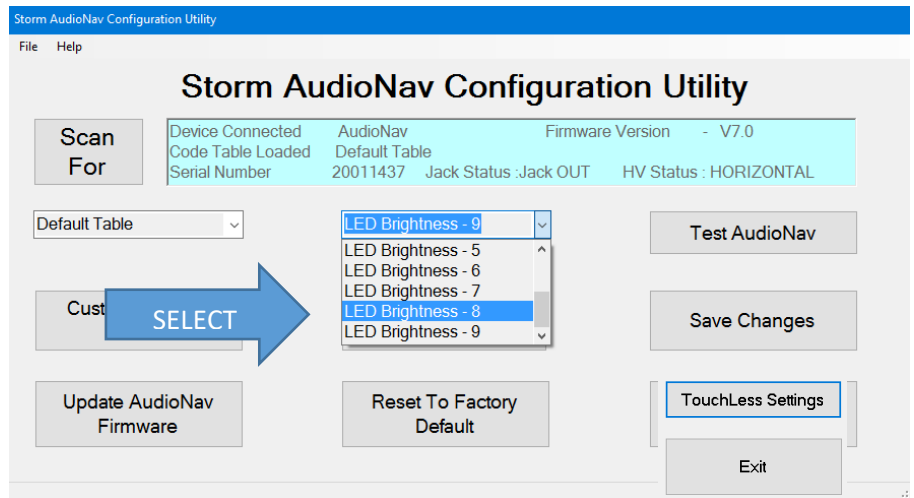 Storm AudioNav Configuration Utility
File Help
Storm AudioNav Configuration Utility
Scan
For
Device Connected AudioNav Firmware Version - V7.0
Code Table Loaded Default Table
Serial Number 20011437 Jack Status :Jack OUT HV Status : HORIZONTAL
Default Table
LED Brightness - 9
Test AudioNav
LED Brightness - 5
LED Brightness - 6
LED Brightness - 7
LED Brightness - 8
LED Brightness - 9
Cust
SELECT
Save Changes
Update AudioNav
Firmware
Reset To Factory
Default
TouchLess Settings
Exit